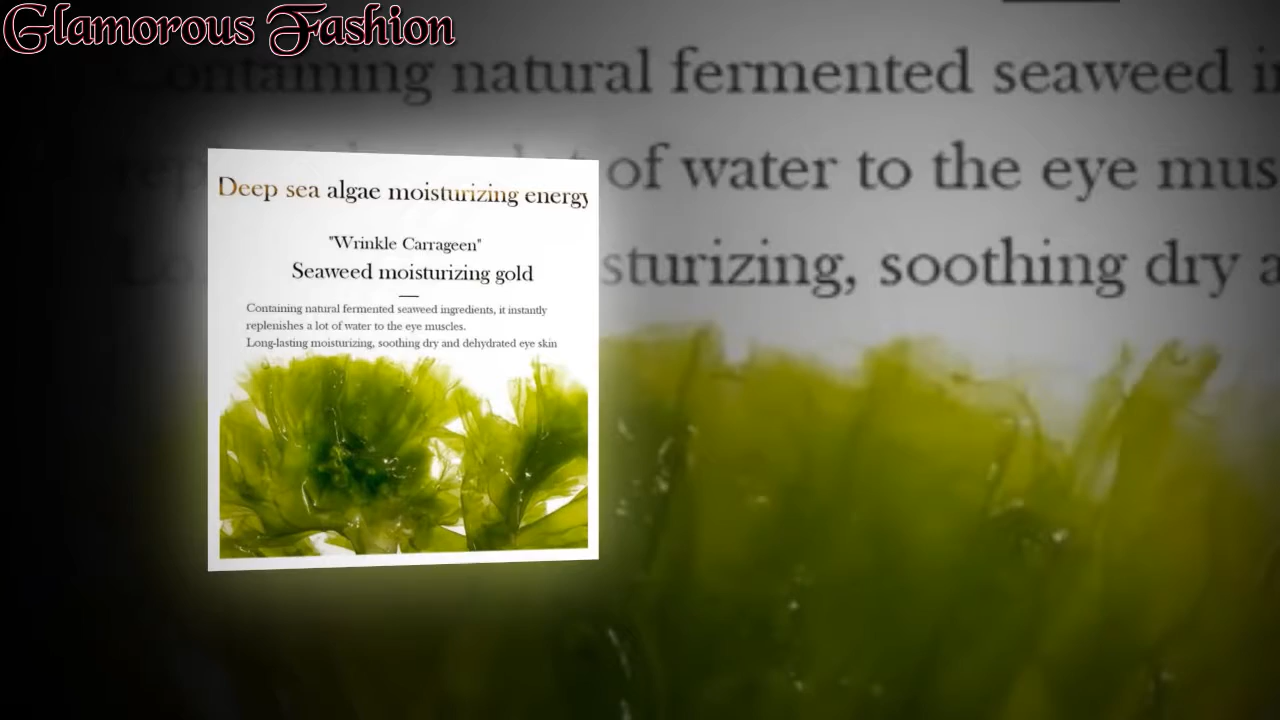 Glamorous Fashion
Containing natural fermented seaweed
of water to the eye
sturizing, soothing dry
Deep sea algae moisturizing energy
"Wrinkle Carrageen"
Seaweed moisturizing gold
Containing natural fermented seaweed ingredients, it instantly
replenishes a lot of water to the eye muscles.
Long-lasting moisturizing, soothing dry and dehydrated eye skin